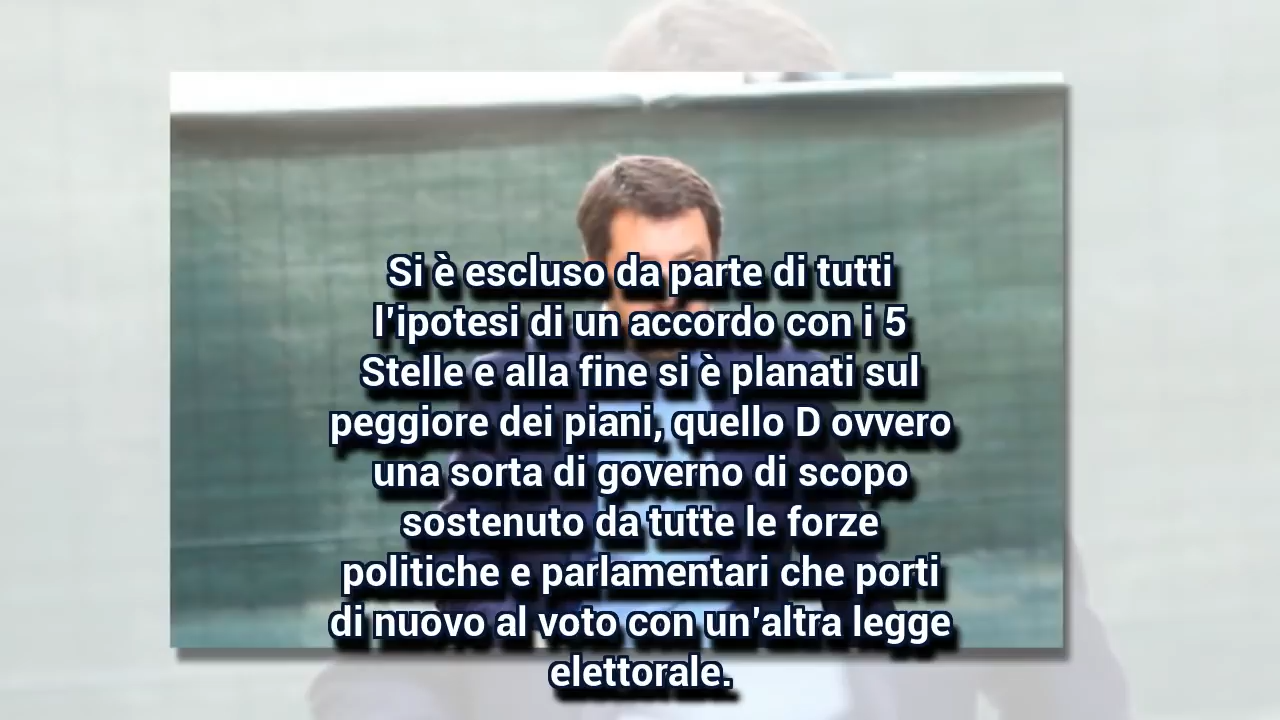 Si è escluso da parte di tutti
l'ipotesi di un accordo con i 5
Stelle e alla fine si è planati sul
peggiore dei piani, quello D ovvero
una sorta di governo di scopo
sostenuto da tutte le forze
politiche e parlamentari che porti
di nuovo al voto con un'altra legge
elettorale.